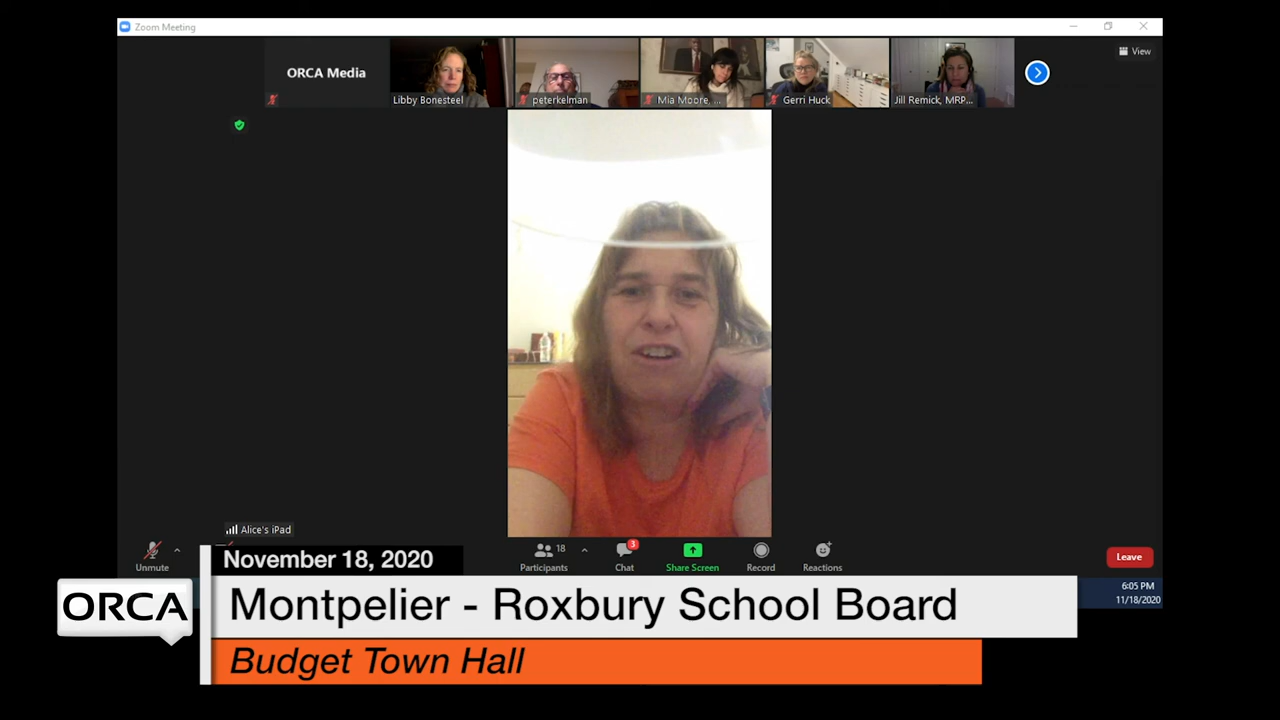 Zoom Meeting
View
ORCA Media
Libby Bonesteel
peterkelman
Mia Moore, ...
Gerri Huck
Jill Remick, MRP...
Alice's iPad
Unmute
18
Participants
3
Chat
Share Screen
Record
Reactions
Leave
6:05 PM
11/18/2020
November 18, 2020
ORCA
Montpelier - Roxbury School Board
Budget Town Hall